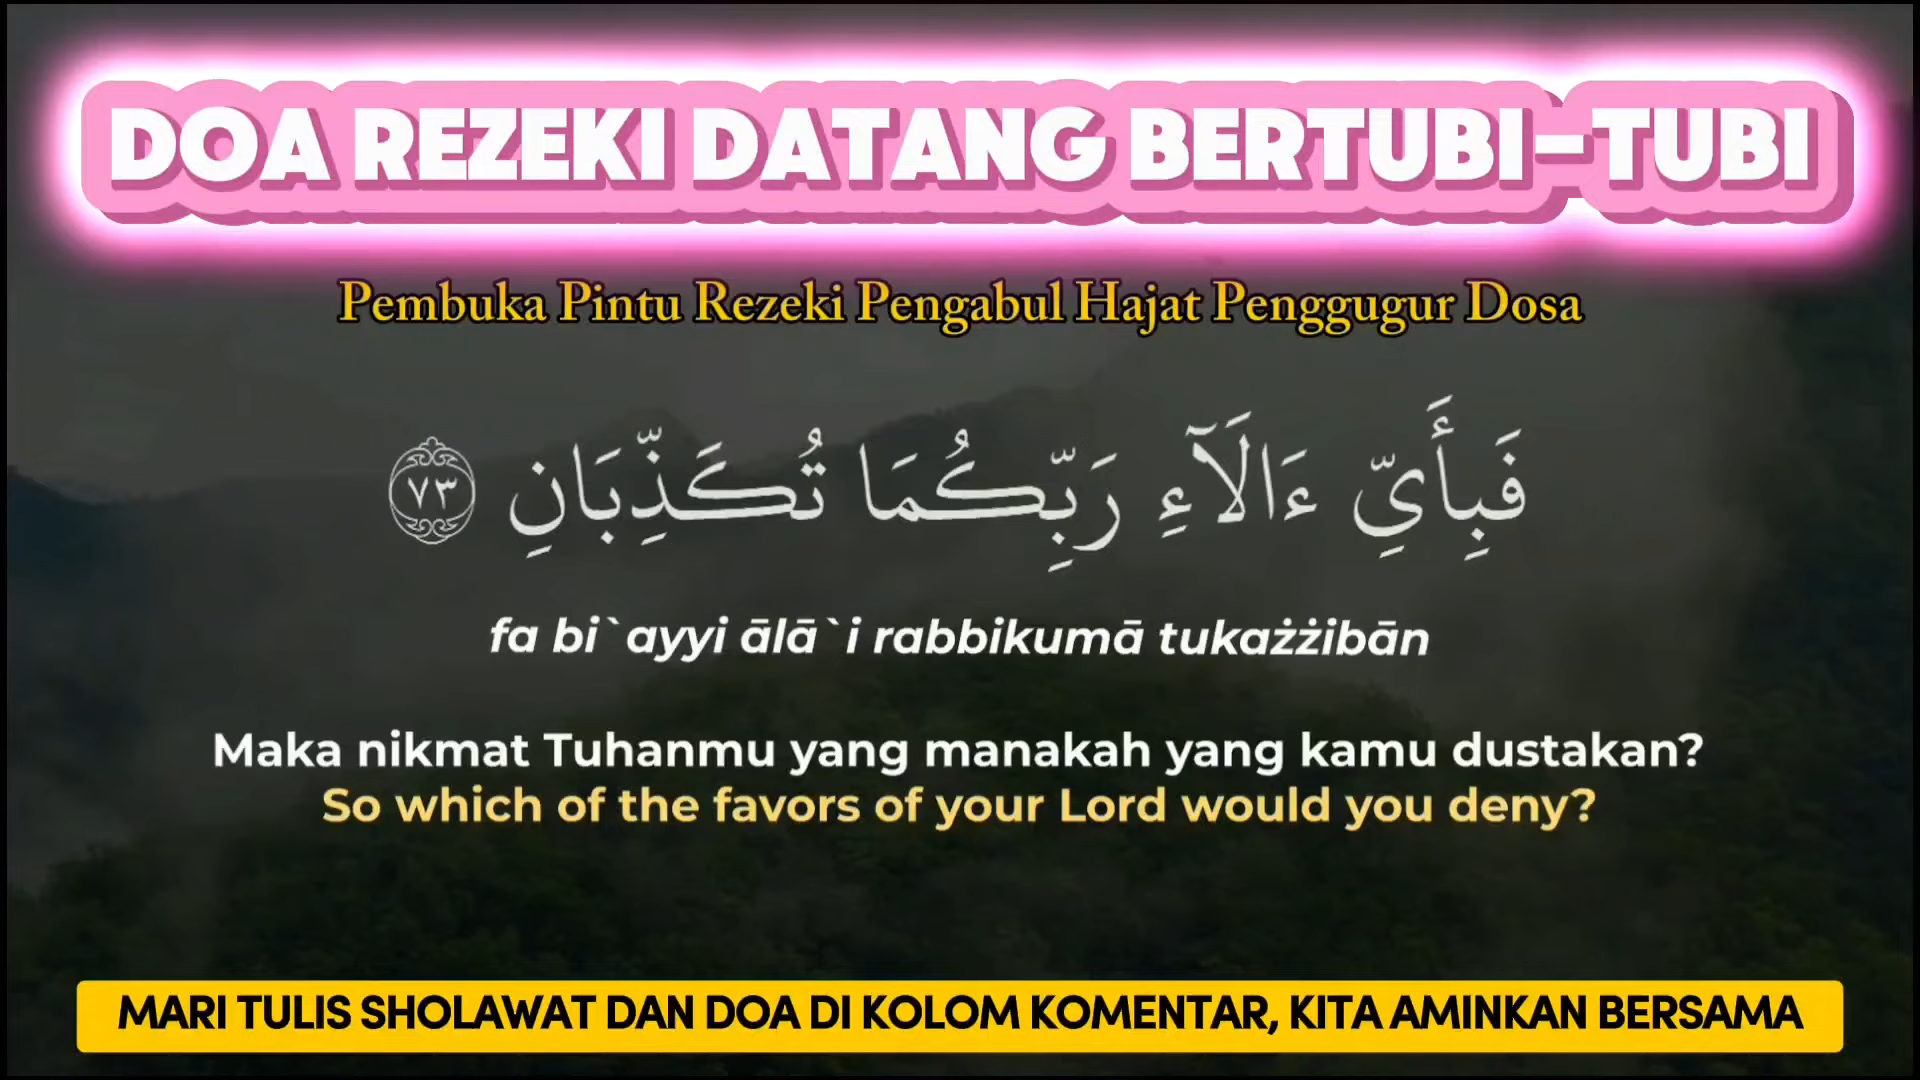 DOA REZEKI DATANG BERTUBI-TUBI
Pembuka Pintu Rezeki Pengabul Hajat Penggugur Dosa
فَبِأَيِّ ءَالَآءِ رَبِّكُمَا تُكَذِّبَانِ ٧٣
fa bi`ayyi ālā`i rabbikumā tukażżibān
Maka nikmat Tuhanmu yang manakah yang kamu dustakan?
So which of the favors of your Lord would you deny?
MARI TULIS SHOLAWAT DAN DOA DI KOLOM KOMENTAR, KITA AMINKAN BERSAMA